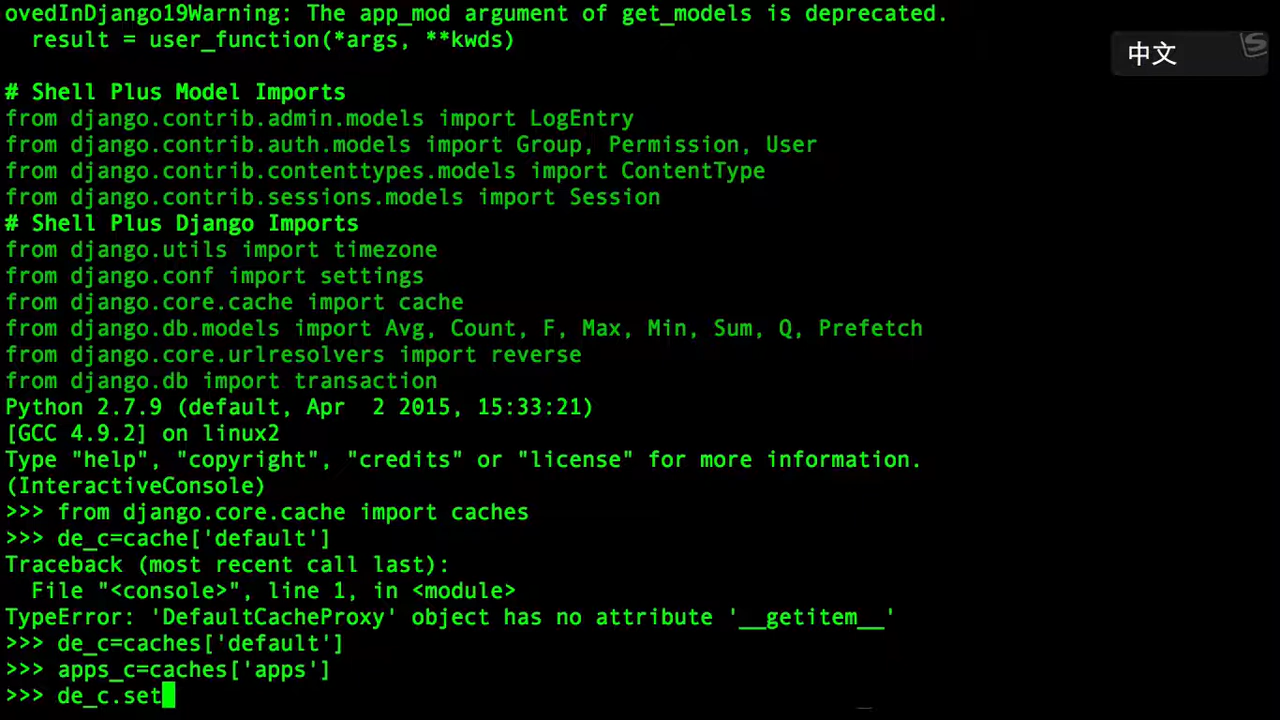 ovedInDjango19Warning: The app_mod argument of get_models is deprecated.
  result = user_function(*args, **kwds)
中文
# Shell Plus Model Imports
from django.contrib.admin.models import LogEntry
from django.contrib.auth.models import Group, Permission, User
from django.contrib.contenttypes.models import ContentType
from django.contrib.sessions.models import Session
# Shell Plus Django Imports
from django.utils import timezone
from django.conf import settings
from django.core.cache import cache
from django.db.models import Avg, Count, F, Max, Min, Sum, Q, Prefetch
from django.core.urlresolvers import reverse
from django.db import transaction
Python 2.7.9 (default, Apr  2 2015, 15:33:21)
[GCC 4.9.2] on linux2
Type "help", "copyright", "credits" or "license" for more information.
(InteractiveConsole)
>>> from django.core.cache import caches
>>> de_c=cache['default']
Traceback (most recent call last):
  File "<console>", line 1, in <module>
TypeError: 'DefaultCacheProxy' object has no attribute '__getitem__'
>>> de_c=caches['default']
>>> apps_c=caches['apps']
>>> de_c.set